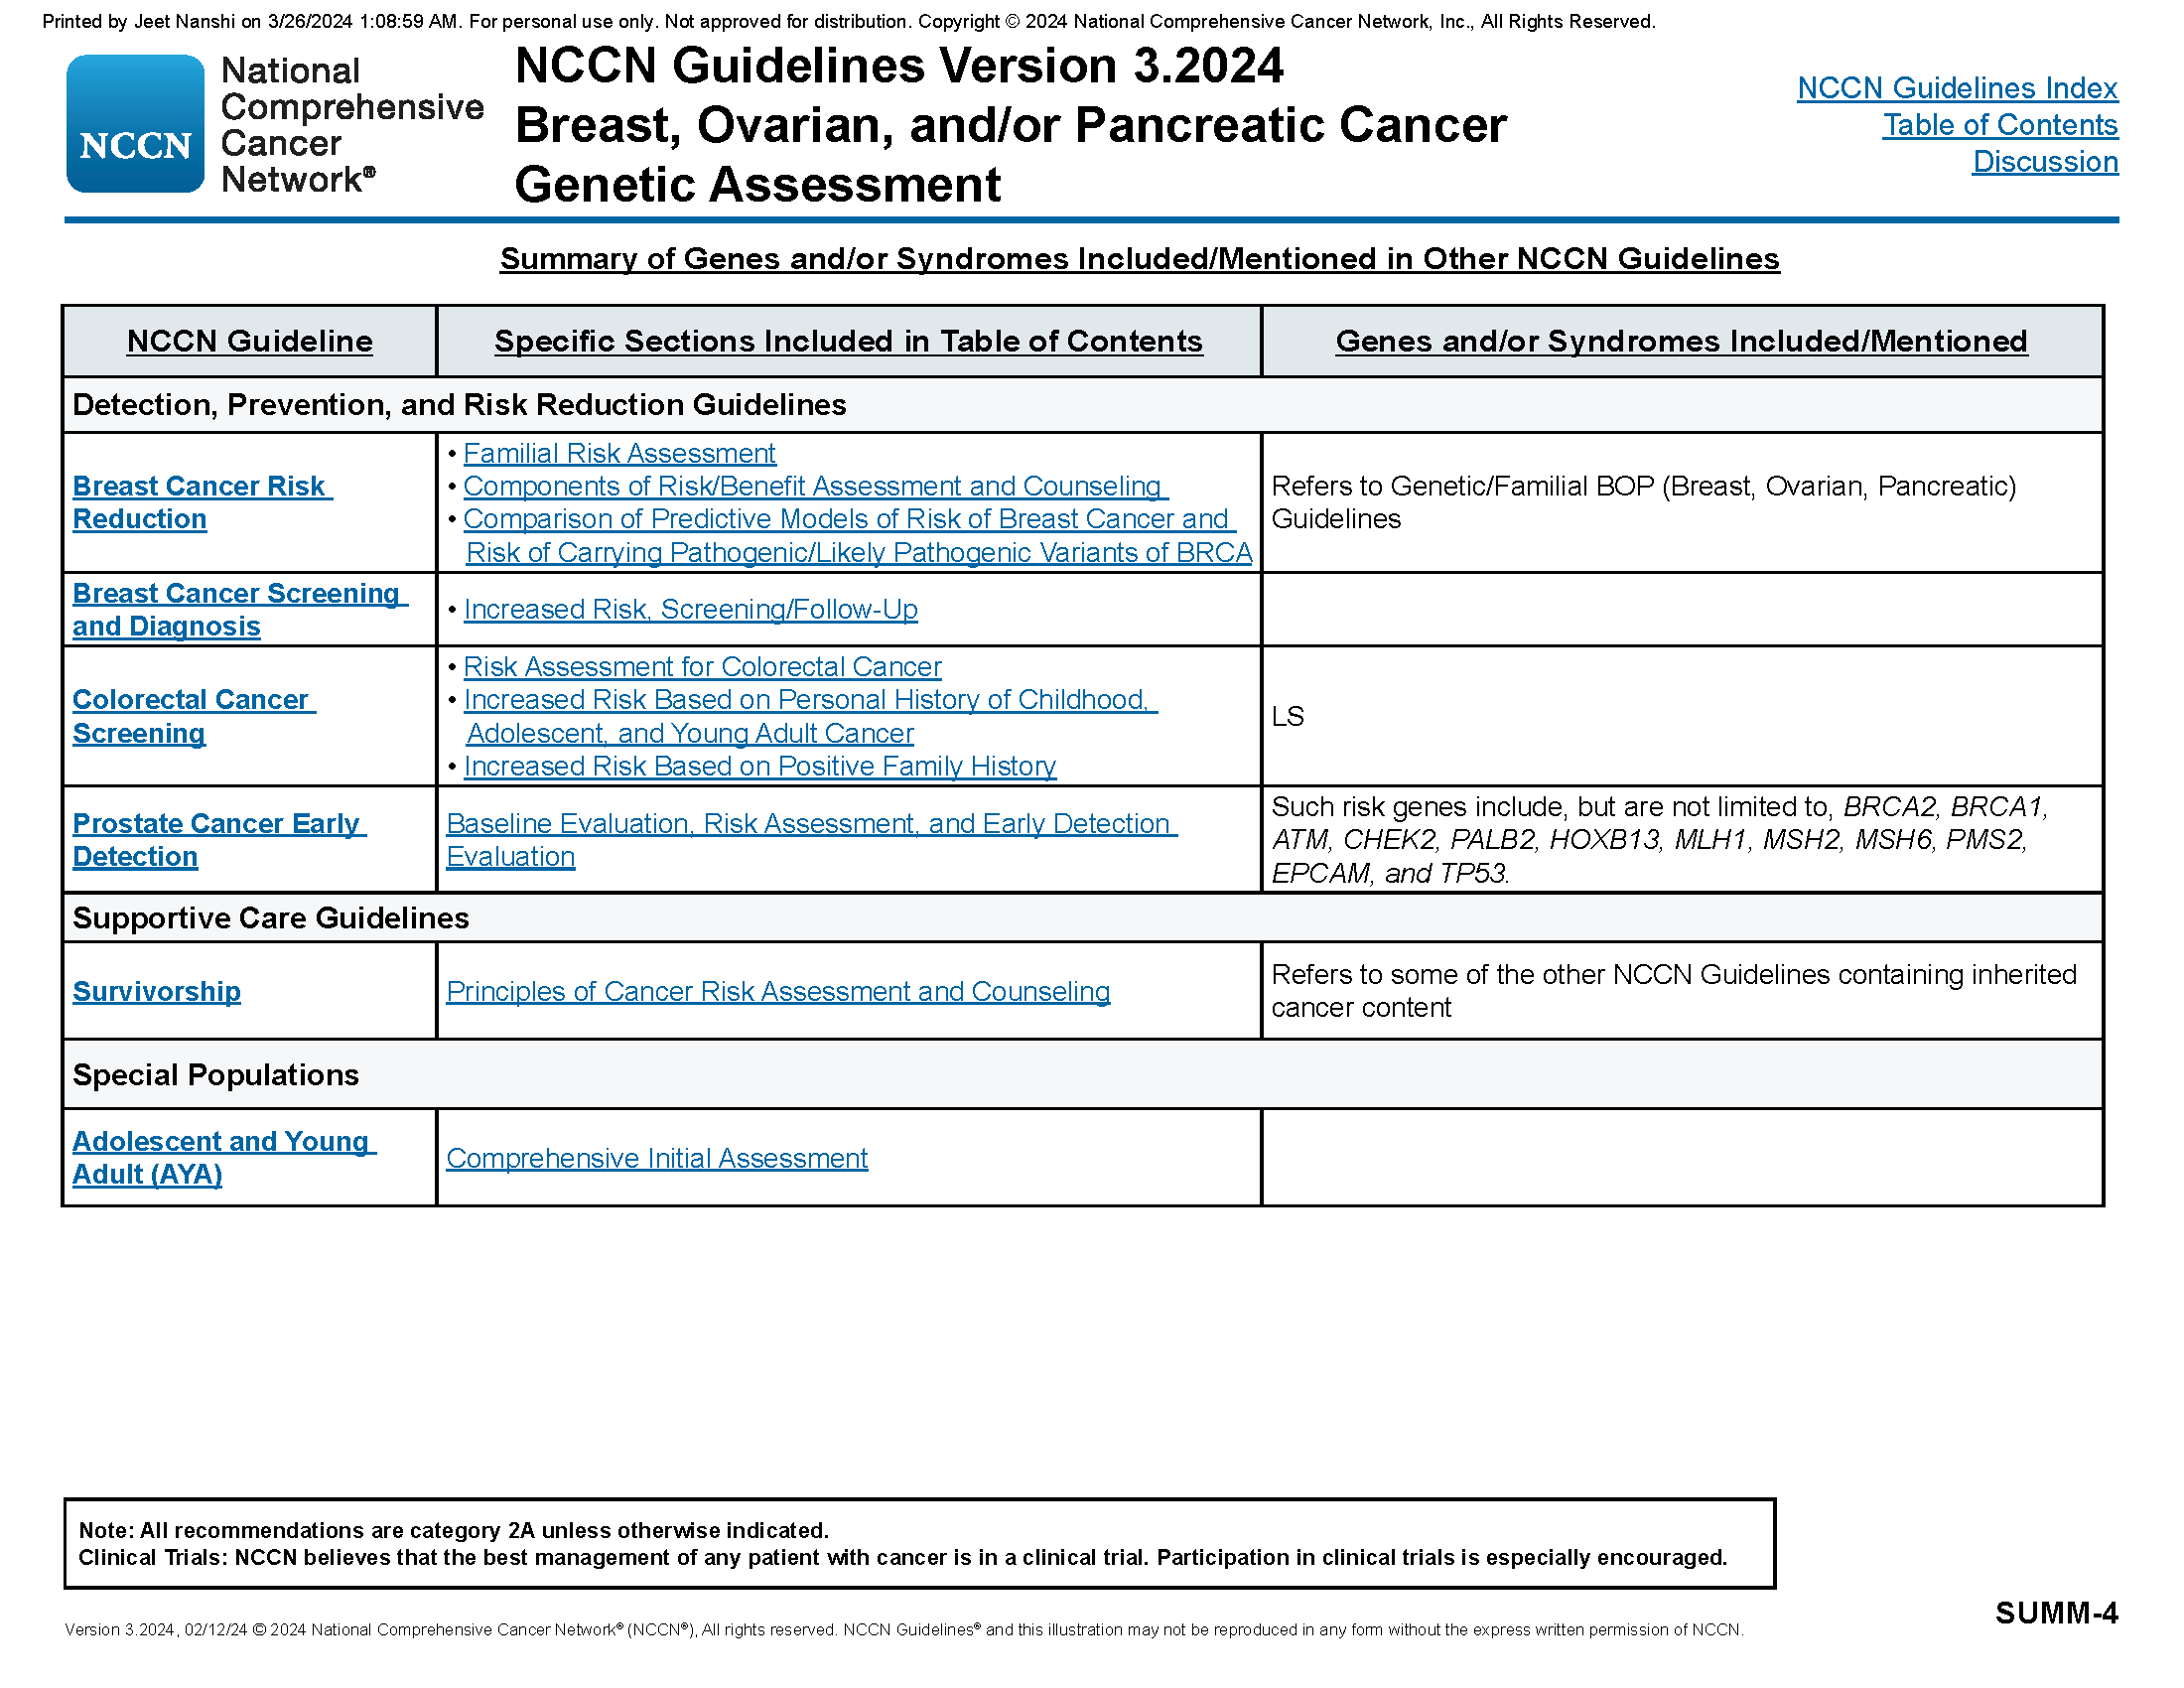 Printed by Jeet Nanshi on 3/26/2024 1:08:59 AM. For personal use only. Not approved for distribution. Copyright © 2024 National Comprehensive Cancer Network, Inc., All Rights Reserved.
NCCN
National
Comprehensive
Cancer
Network®
NCCN Guidelines Version 3.2024
Breast, Ovarian, and/or Pancreatic Cancer
Genetic Assessment
NCCN Guidelines Index
Table of Contents
Discussion
Summary of Genes and/or Syndromes Included/Mentioned in Other NCCN Guidelines
NCCN Guideline
Specific Sections Included in Table of Contents
Genes and/or Syndromes Included/Mentioned
Detection, Prevention, and Risk Reduction Guidelines
Breast Cancer Risk
Reduction
• Familial Risk Assessment
• Components of Risk/Benefit Assessment and Counseling
• Comparison of Predictive Models of Risk of Breast Cancer and
Risk of Carrying Pathogenic/Likely Pathogenic Variants of BRCA
Refers to Genetic/Familial BOP (Breast, Ovarian, Pancreatic)
Guidelines
Breast Cancer Screening
and Diagnosis
• Increased Risk, Screening/Follow-Up
Colorectal Cancer
Screening
• Risk Assessment for Colorectal Cancer
• Increased Risk Based on Personal History of Childhood,
Adolescent, and Young Adult Cancer
• Increased Risk Based on Positive Family History
LS
Prostate Cancer Early
Detection
Baseline Evaluation, Risk Assessment, and Early Detection
Evaluation
Such risk genes include, but are not limited to, BRCA2, BRCA1,
ATM, CHEK2, PALB2, HOXB13, MLH1, MSH2, MSH6, PMS2,
EPCAM, and TP53.
Supportive Care Guidelines
Survivorship
Principles of Cancer Risk Assessment and Counseling
Refers to some of the other NCCN Guidelines containing inherited
cancer content
Special Populations
Adolescent and Young
Adult (AYA)
Comprehensive Initial Assessment
Note: All recommendations are category 2A unless otherwise indicated.
Clinical Trials: NCCN believes that the best management of any patient with cancer is in a clinical trial. Participation in clinical trials is especially encouraged.
SUMM-4
Version 3.2024, 02/12/24 © 2024 National Comprehensive Cancer Network® (NCCN®), All rights reserved. NCCN Guidelines® and this illustration may not be reproduced in any form without the express written permission of NCCN.